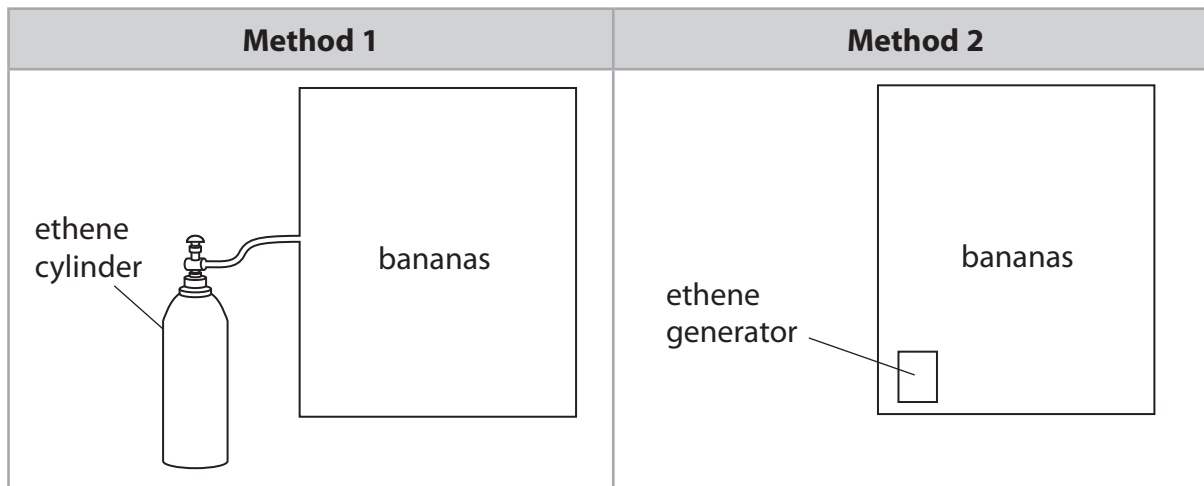 Method 1
Method 2
ethene
cylinder
bananas
bananas
ethene
generator